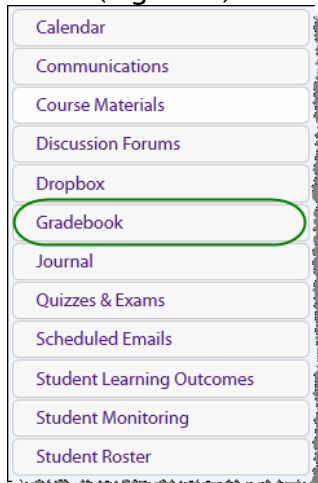 Calendar
Communications
Course Materials
Discussion Forums
Dropbox
Gradebook
Journal
Quizzes & Exams
Scheduled Emails
Student Learning Outcomes
Student Monitoring
Student Roster